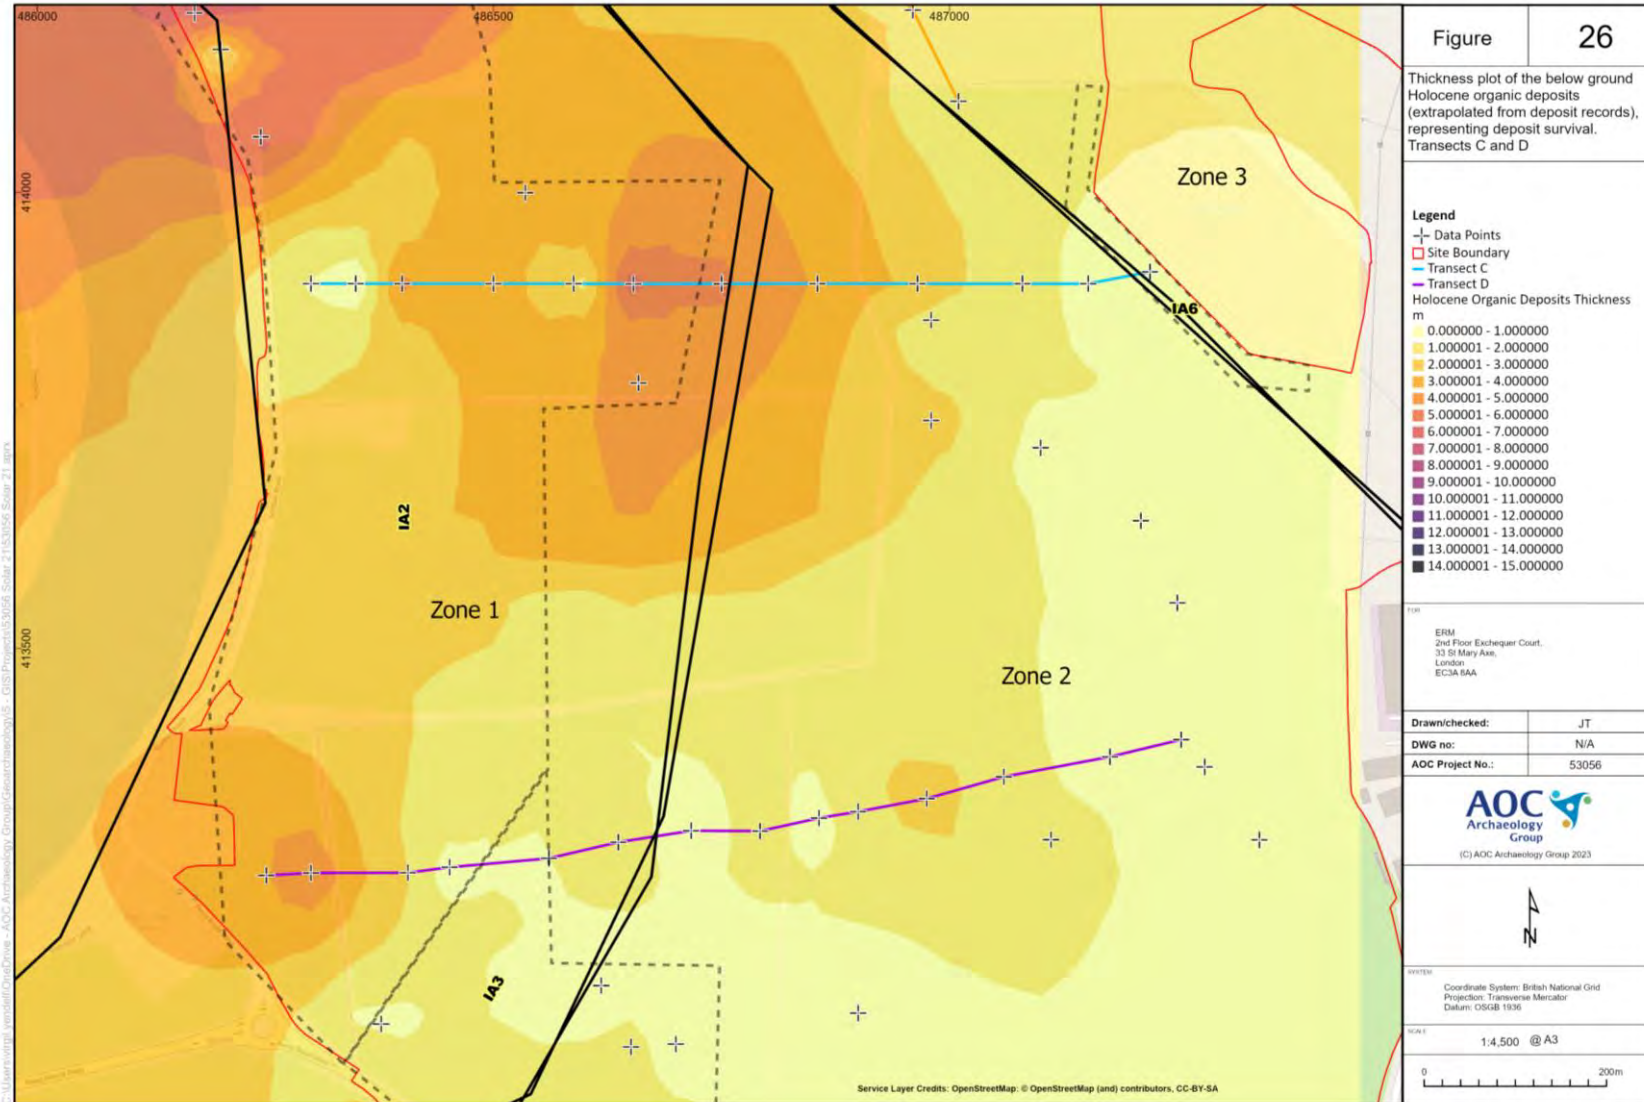 486000
486500
487000
414000
413500
Zone 3
IA6
IA2
Zone 1
Zone 2
IA3
Service Layer Credits: OpenStreetMap: © OpenStreetMap (and) contributors, CC-BY-SA
Figure 26
Thickness plot of the below ground
Holocene organic deposits
(extrapolated from deposit records),
representing deposit survival.
Transects C and D
Legend
Data Points
Site Boundary
Transect C
Transect D
Holocene Organic Deposits Thickness
m
0.000000 - 1.000000
1.000001 - 2.000000
2.000001 - 3.000000
3.000001 - 4.000000
4.000001 - 5.000000
5.000001 - 6.000000
6.000001 - 7.000000
7.000001 - 8.000000
8.000001 - 9.000000
9.000001 - 10.000000
10.000001 - 11.000000
11.000001 - 12.000000
12.000001 - 13.000000
13.000001 - 14.000000
14.000001 - 15.000000
FOR
ERM
2nd Floor Exchequer Court,
33 St Mary Axe,
London
EC3A 8AA
Drawn/checked: JT
DWG no: N/A
AOC Project No.: 53056
AOC
Archaeology
Group
(C) AOC Archaeology Group 2023
N
SYSTEM
Coordinate System: British National Grid
Projection: Transverse Mercator
Datum: OSGB 1936
SCALE
1:4,500 @ A3
0 200m